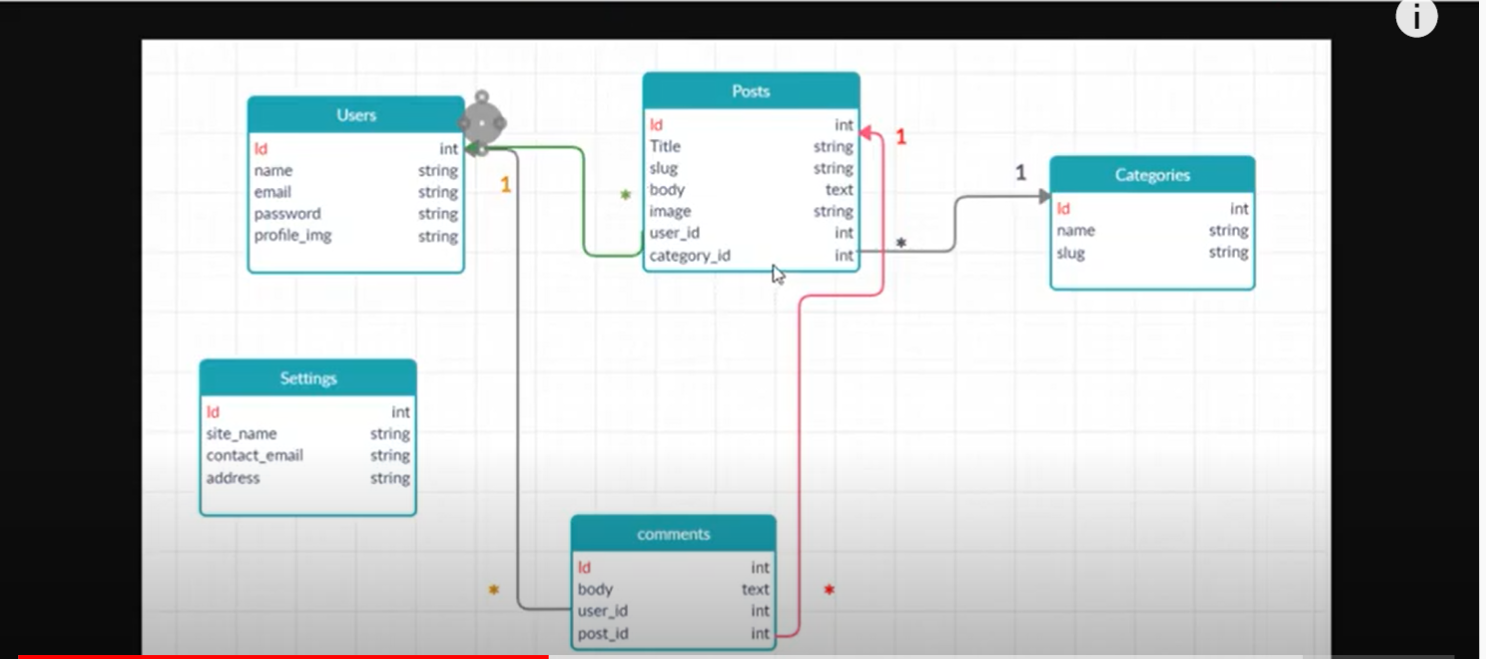 i
Users
Id int
name string
email string
password string
profile_img string
1
*
Posts
Id int
Title string
slug string
body text
image string
user_id int
category_id int
1
*
1
Categories
Id int
name string
slug string
Settings
Id int
site_name string
contact_email string
address string
comments
Id int
body text
user_id int
post_id int
*
*